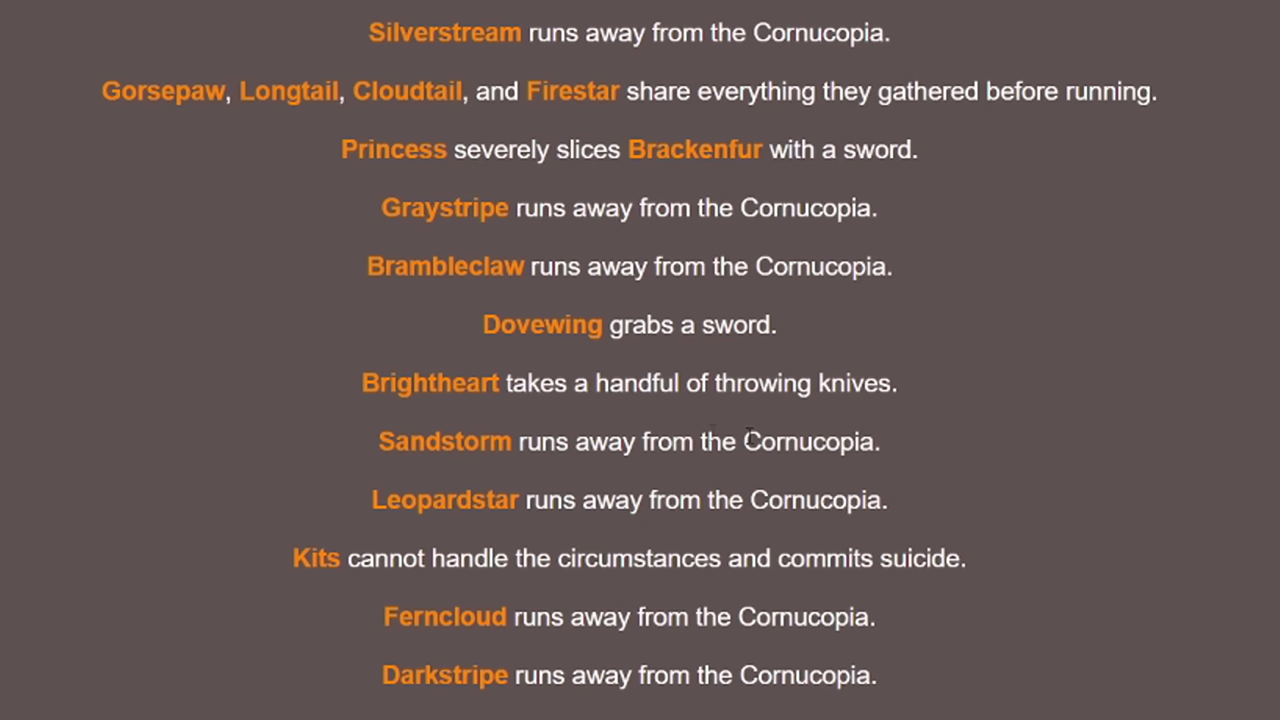 Silverstream runs away from the Cornucopia.
Gorsepaw, Longtail, Cloudtail, and Firestar share everything they gathered before running.
Princess severely slices Brackenfur with a sword.
Graystripe runs away from the Cornucopia.
Brambleclaw runs away from the Cornucopia.
Dovewing grabs a sword.
Brightheart takes a handful of throwing knives.
Sandstorm runs away from the Cornucopia.
Leopardstar runs away from the Cornucopia.
Kits cannot handle the circumstances and commits suicide.
Ferncloud runs away from the Cornucopia.
Darkstripe runs away from the Cornucopia.